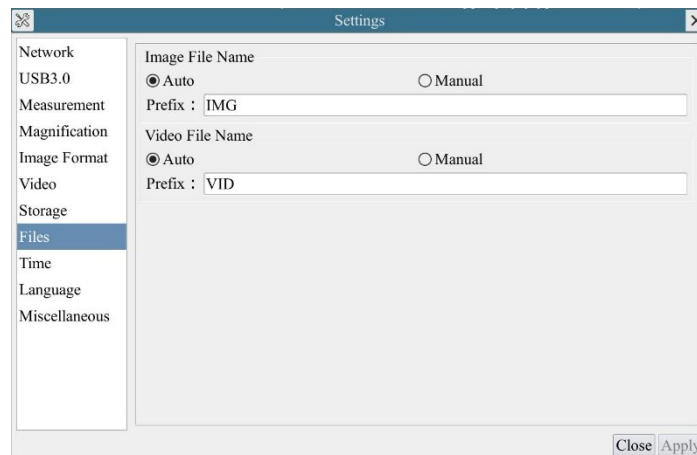 Settings
Network
USB3.0
Measurement
Magnification
Image Format
Video
Storage
Files
Time
Language
Miscellaneous
Image File Name
Auto Manual
Prefix : IMG
Video File Name
Auto Manual
Prefix : VID
Close Apply